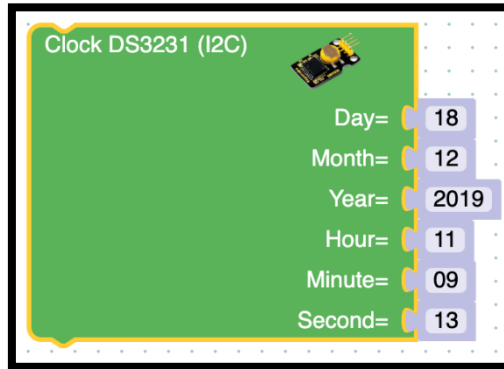 Clock DS3231 (I2C)
Day= 18
Month= 12
Year= 2019
Hour= 11
Minute= 09
Second= 13